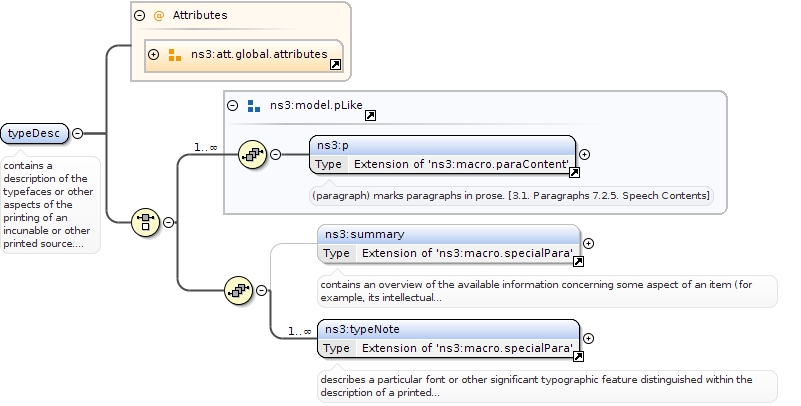 Attributes
ns3:att.global.attributes
ns3:model.pLike
typeDesc
contains a
description of the
typefaces or other
aspects of the
printing of an
incunable or other
printed source....
1..∞
ns3:p
Type Extension of 'ns3:macro.paraContent'
(paragraph) marks paragraphs in prose. [3.1. Paragraphs 7.2.5. Speech Contents]
ns3:summary
Type Extension of 'ns3:macro.specialPara'
contains an overview of the available information concerning some aspect of an item (for
example, its intellectual...
1..∞
ns3:typeNote
Type Extension of 'ns3:macro.specialPara'
describes a particular font or other significant typographic feature distinguished within the
description of a printed...